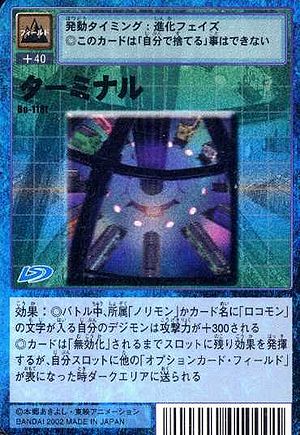 フィールド
発動タイミング：進化フェイズ
◎このカードは「自分で捨てる」事はできない
+40
ターミナル
Bo-118t
効果：◎バトル中、所属「ノリモン」かカード名に「ロコモン」
の文字が入る自分のデジモンは攻撃力が+300される
◎カードは「無効化」されるまでスロットに残り効果を発揮
するが、自分スロットに他の「オプションカード・フィールド」
が表になった時ダークエリアに送られる
©本郷あきよし・東映アニメーション
BANDAI 2002 MADE IN JAPAN